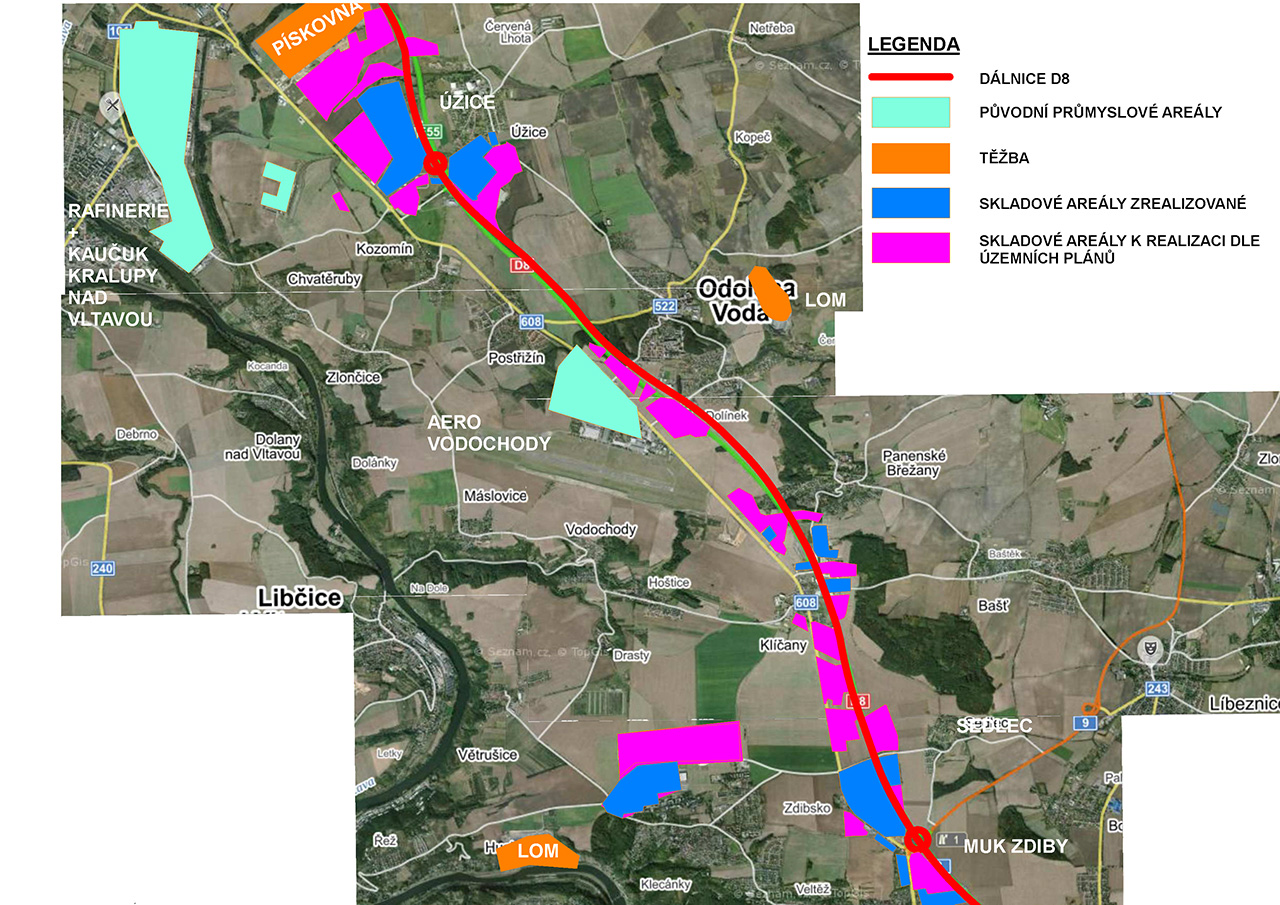 LEGENDA
DÁLNICE D8
PŮVODNÍ PRŮMYSLOVÉ AREÁLY
TĚŽBA
SKLADOVÉ AREÁLY ZREALIZOVANÉ
SKLADOVÉ AREÁLY K REALIZACI DLE
ÚZEMNÍCH PLÁNŮ
PÍSKOVNA
Červená
Lhota
Netřeba
© Seznam.cz, ©
ÚŽICE
Úžice
Kopeč
RAFINERIE
+
KAUČUK
KRALUPY
NAD
VLTAVOU
Kozomín
Chvatěruby
D8
LOM
Voda
522
608
Postřižín
Kocanda
Zlončice
AERO
VODOCHODY
Dolínek
Debrno
Dolany
nad Vltavou
Dolánky
Panenské
Břežany
Máslovice
© Seznam
Vodochody
240
Baštěk
Hoštice
Na Dole
Libčice
608
Bašť
Klíčany
© Seznam.cz, © TopGis
Drasty
243
Líbeznice
9
SEDLEC
Letky
Větrušice
Zdibsko
Řež
LOM
1
MUK ZDIBY
Klecánky
Veltěž